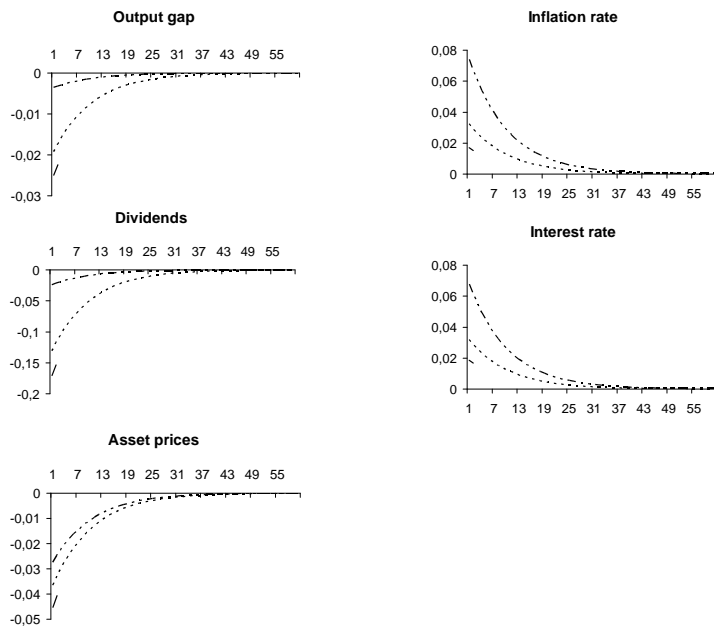 Output gap
1 7 13 19 25 31 37 43 49 55
0
-0,01
-0,02
-0,03
Inflation rate
0,08
0,06
0,04
0,02
0
1 7 13 19 25 31 37 43 49 55
Dividends
1 7 13 19 25 31 37 43 49 55
0
-0,05
-0,1
-0,15
-0,2
Interest rate
0,08
0,06
0,04
0,02
0
1 7 13 19 25 31 37 43 49 55
Asset prices
1 7 13 19 25 31 37 43 49 55
0
-0,01
-0,02
-0,03
-0,04
-0,05